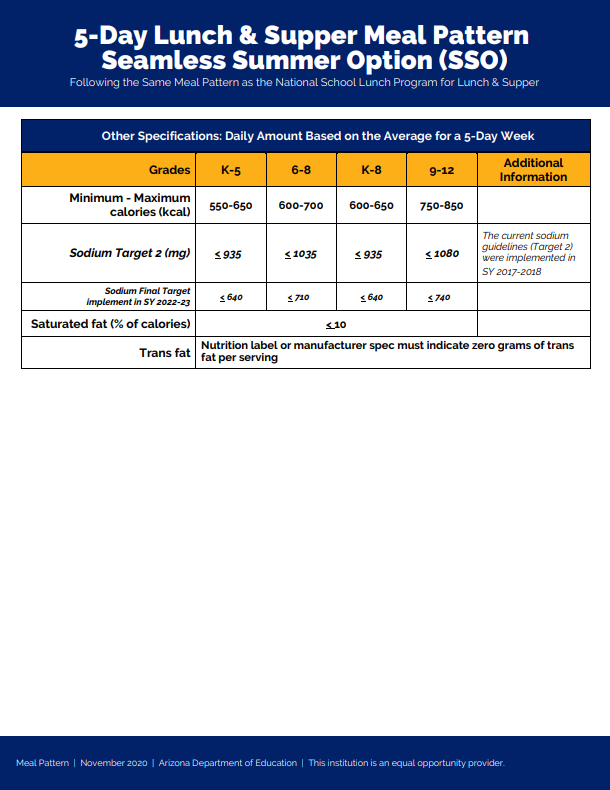 5-Day Lunch & Supper Meal Pattern
Seamless Summer Option (SSO)
Following the Same Meal Pattern as the National School Lunch Program for Lunch & Supper
Other Specifications: Daily Amount Based on the Average for a 5-Day Week
Grades K-5 6-8 K-8 9-12 Additional
Information
Minimum - Maximum
calories (kcal) 550-650 600-700 600-650 750-850
Sodium Target 2 (mg) < 935 < 1035 < 935 < 1080
The current sodium
guidelines (Target 2)
were implemented in
SY 2017-2018
Sodium Final Target
implement in SY 2022-23 < 640 < 710 < 640 < 740
Saturated fat (% of calories) < 10
Trans fat
Nutrition label or manufacturer spec must indicate zero grams of trans
fat per serving
Meal Pattern | November 2020 | Arizona Department of Education | This institution is an equal opportunity provider.